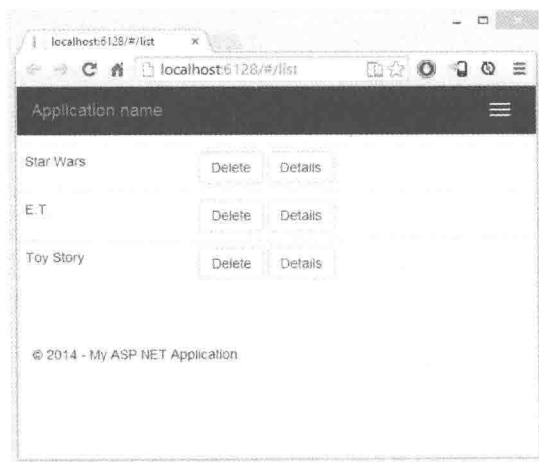 localhost:6128/#/list
localhost:6128/#/list
Application name
Star Wars Delete Details
E.T Delete Details
Toy Story Delete Details
© 2014 - My ASP NET Application